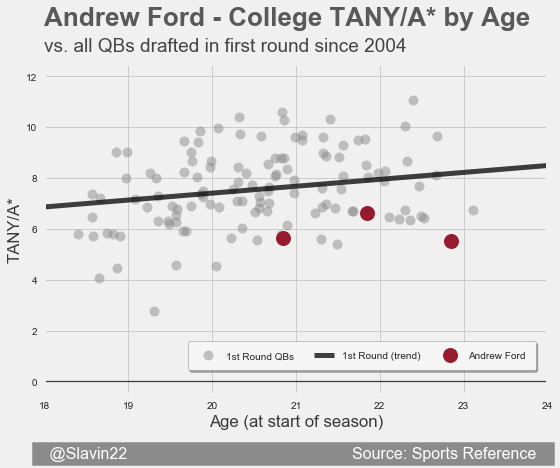 Andrew Ford - College TANY/A* by Age
vs. all QBs drafted in first round since 2004
12
10
8
6
4
2
0
TANY/A*
1st Round QBs 1st Round (trend) Andrew Ford
18 19 20 21 22 23 24
Age (at start of season)
@Slavin22 Source: Sports Reference